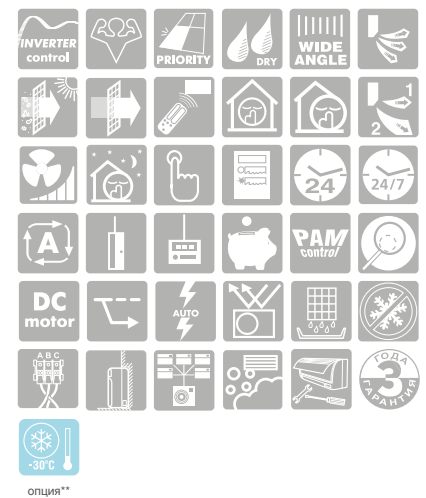 INVERTER
control
PRIORITY
DRY
WIDE
ANGLE
1
2
24
24/7
A
PAM
control
DC
motor
AUTO
A B C
3
ГОДА
ГАРАНТИЯ
-30°C
опция**